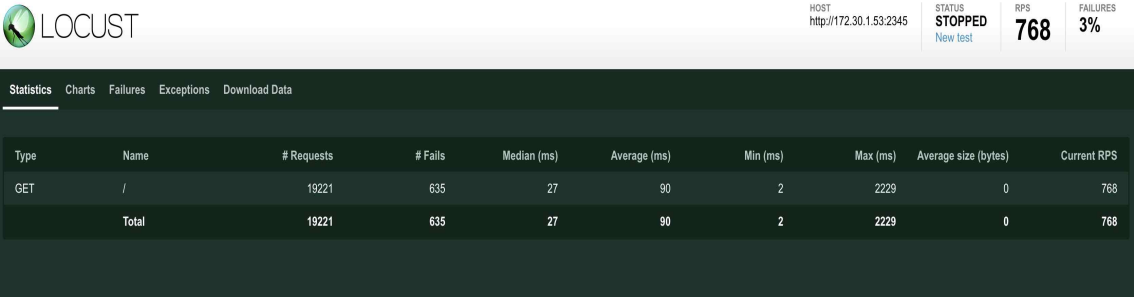 LOCUST
HOST
http://172.30.1.53:2345
STATUS
STOPPED
New test
RPS
768
FAILURES
3%
Statistics Charts Failures Exceptions Download Data
Type Name # Requests # Fails Median (ms) Average (ms) Min (ms) Max (ms) Average size (bytes) Current RPS
GET / 19221 635 27 90 2 2229 0 768
Total 19221 635 27 90 2 2229 0 768